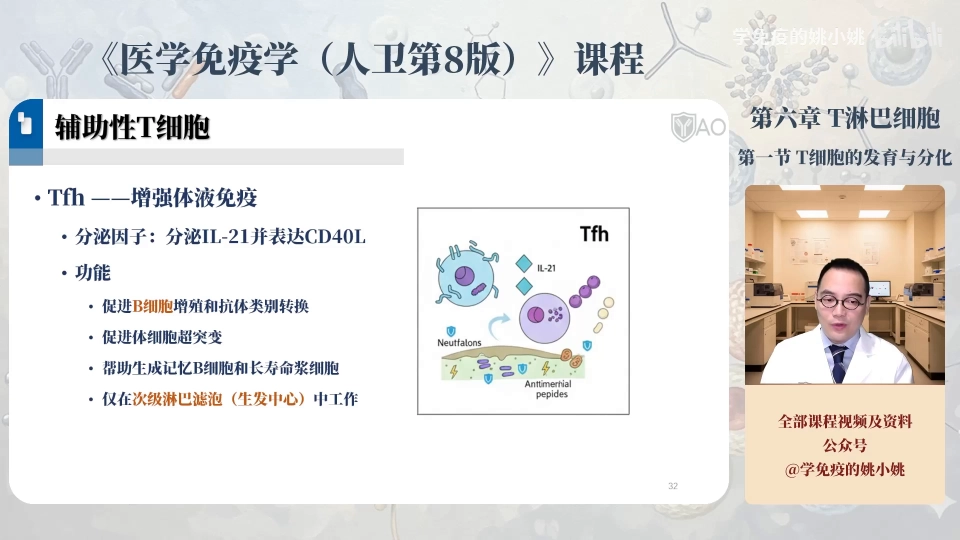 学免疫的姚小姚
bilibili
《医学免疫学（人卫第8版）》课程
辅助性T细胞
YAO
第六章 T淋巴细胞
第一节 T细胞的发育与分化
• Tfh ——增强体液免疫
• 分泌因子：分泌IL-21并表达CD40L
• 功能
• 促进B细胞增殖和抗体类别转换
• 促进体细胞超突变
• 帮助生成记忆B细胞和长寿命浆细胞
• 仅在次级淋巴滤泡（生发中心）中工作
Tfh
IL-21
Neutfalons
Anttimernial
pepides
32
全部课程视频及资料
公众号
@学免疫的姚小姚